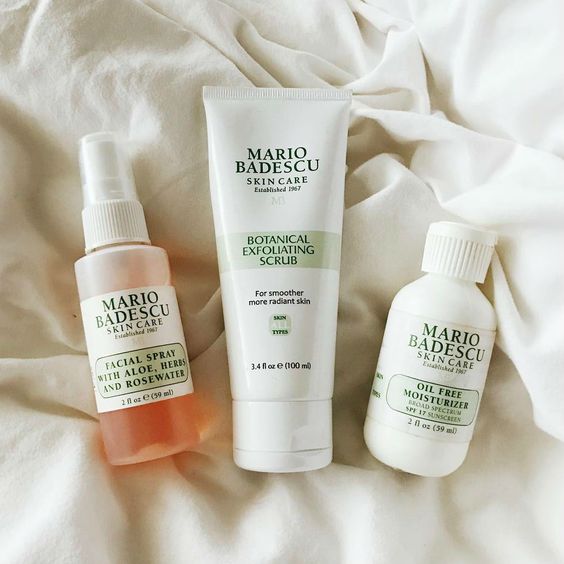 MARIO
BADESCU
SKIN CARE
Established 1967
FACIAL SPRAY
WITH ALOE, HERBS
AND ROSEWATER
2 fl oz ℮ (59 ml)
MARIO
BADESCU
SKIN CARE
Established 1967
MB
BOTANICAL
EXFOLIATING
SCRUB
For smoother
more radiant skin
SKIN
ALL
TYPES
3.4 fl oz ℮ (100 ml)
MARIO
BADESCU
SKIN CARE
Established 1967
SKIN
TYPES
OIL FREE
MOISTURIZER
BROAD SPECTRUM
SPF 17 SUNSCREEN
2 fl oz (59 ml)